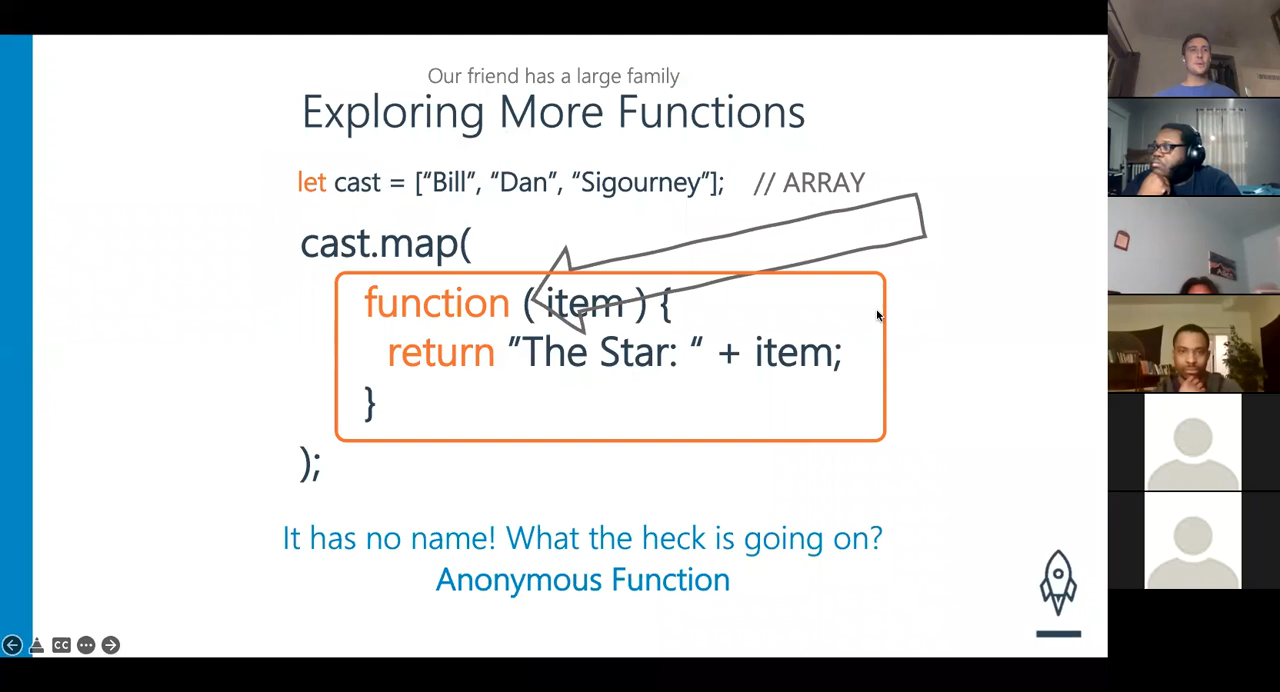 Our friend has a large family
Exploring More Functions
let cast = [“Bill”, “Dan”, “Sigourney”];    // ARRAY
cast.map(
function ( item ) {
return ”The Star: “ + item;
}
);
It has no name! What the heck is going on?
Anonymous Function
CC